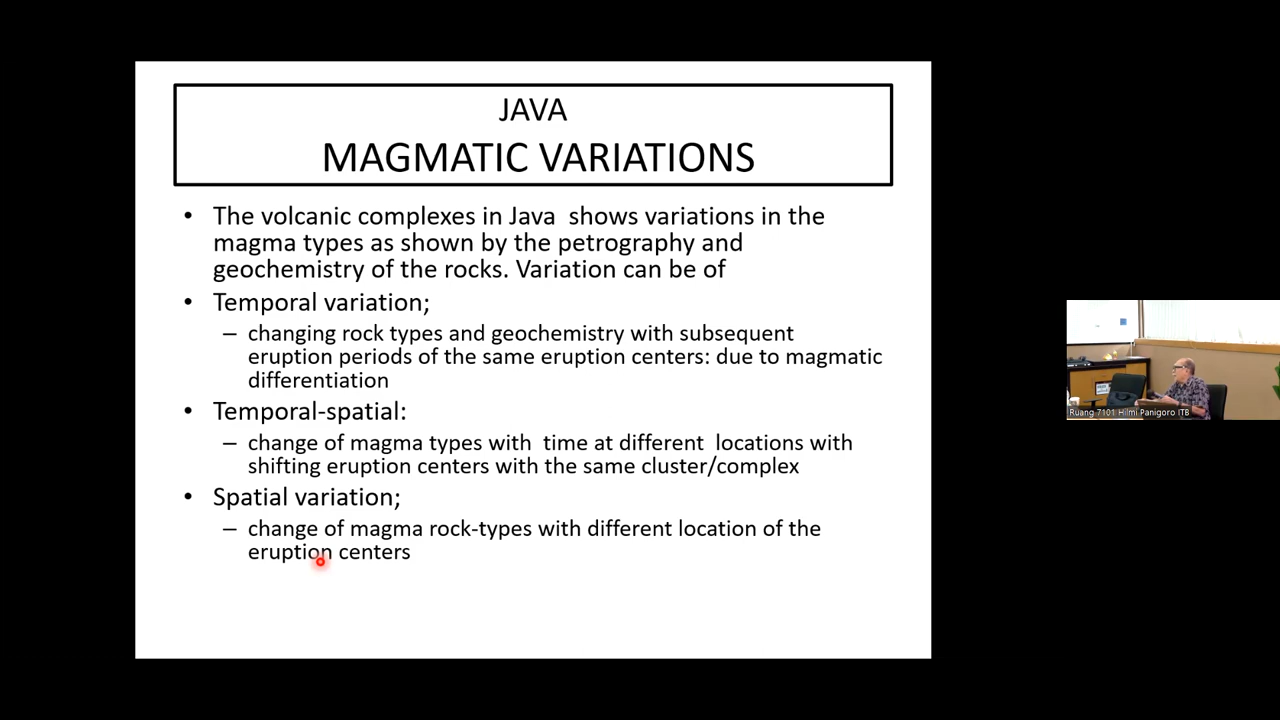 JAVA
MAGMATIC VARIATIONS
• The volcanic complexes in Java  shows variations in the
magma types as shown by the petrography and
geochemistry of the rocks. Variation can be of
• Temporal variation;
– changing rock types and geochemistry with subsequent
eruption periods of the same eruption centers: due to magmatic
differentiation
• Temporal-spatial:
– change of magma types with  time at different  locations with
shifting eruption centers with the same cluster/complex
• Spatial variation;
– change of magma rock-types with different location of the
eruption centers
Ruang 7101 Hilmi Panigoro ITB